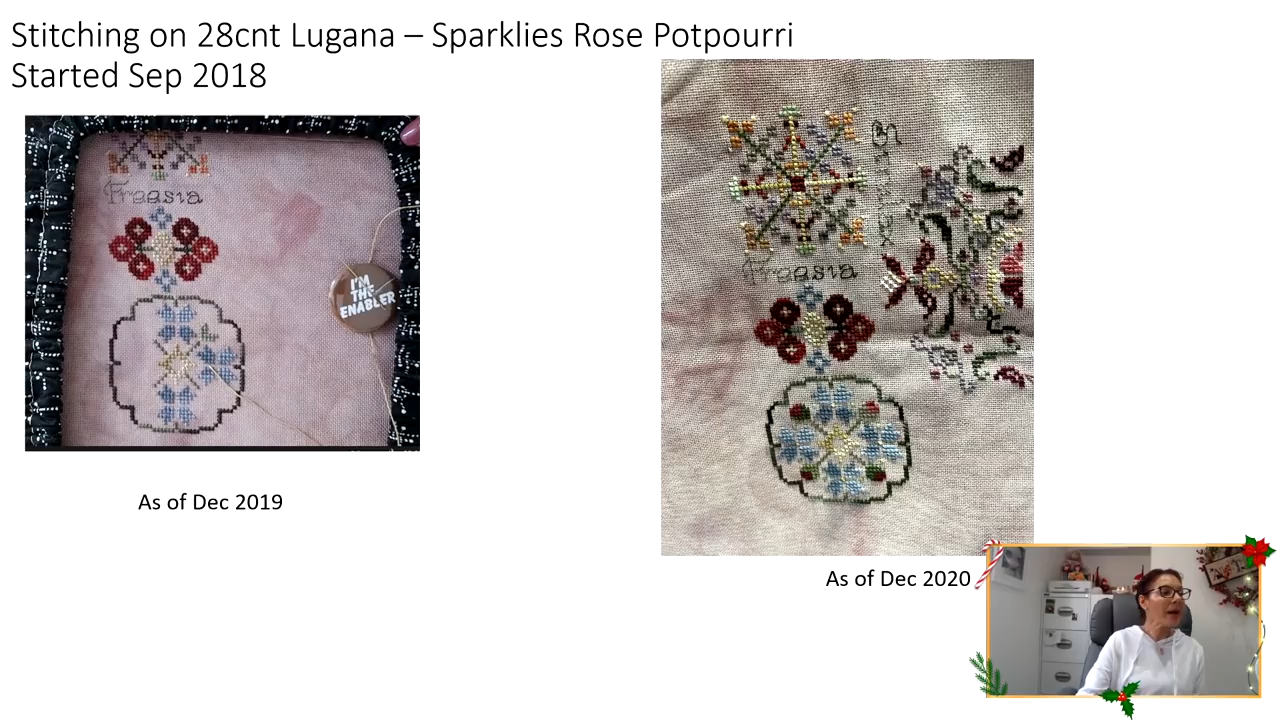 Stitching on 28cnt Lugana – Sparklies Rose Potpourri
Started Sep 2018
Freesia
I'M
THE
ENABLER
As of Dec 2019
Freesia
As of Dec 2020